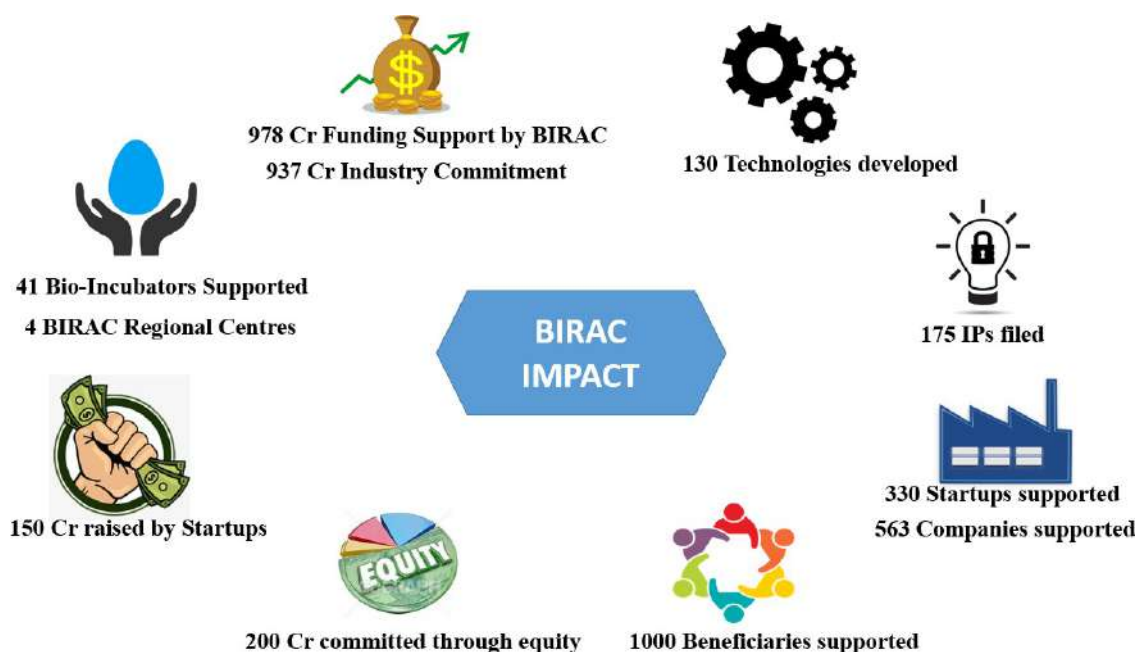 978 Cr Funding Support by BIRAC
937 Cr Industry Commitment
130 Technologies developed
41 Bio-Incubators Supported
4 BIRAC Regional Centres
BIRAC
IMPACT
175 IPs filed
150 Cr raised by Startups
330 Startups supported
563 Companies supported
EQUITY
200 Cr committed through equity
1000 Beneficiaries supported